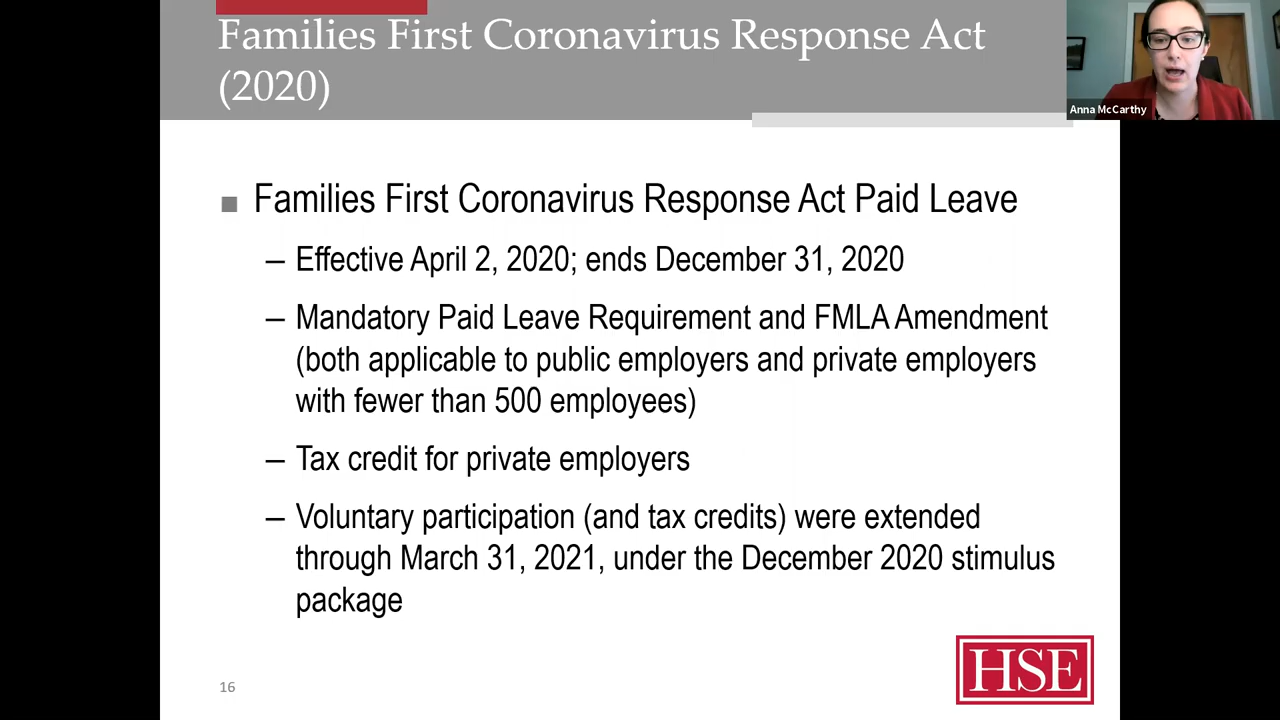 Families First Coronavirus Response Act
(2020)
Anna McCarthy
■ Families First Coronavirus Response Act Paid Leave
– Effective April 2, 2020; ends December 31, 2020
– Mandatory Paid Leave Requirement and FMLA Amendment
(both applicable to public employers and private employers
with fewer than 500 employees)
– Tax credit for private employers
– Voluntary participation (and tax credits) were extended
through March 31, 2021, under the December 2020 stimulus
package
HSE
16